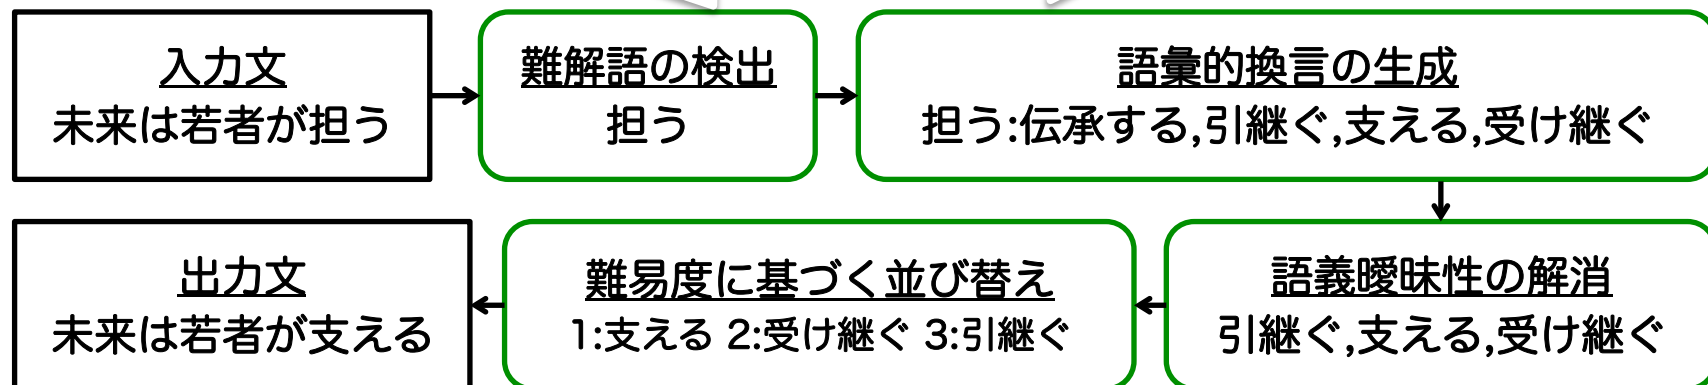 入力文
未来は若者が担う
難解語の検出
担う
語彙的換言の生成
担う:伝承する,引継ぐ,支える,受け継ぐ
語義曖昧性の解消
引継ぐ,支える,受け継ぐ
難易度に基づく並び替え
1:支える 2:受け継ぐ 3:引継ぐ
出力文
未来は若者が支える